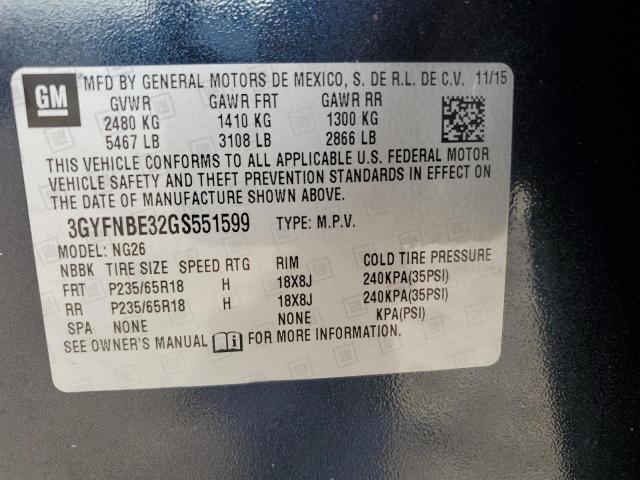 GM MFD BY GENERAL MOTORS DE MEXICO, S. DE R.L. DE C.V. 11/15
GVWR GAWR FRT GAWR RR
2480 KG 1410 KG 1300 KG
5467 LB 3108 LB 2866 LB
THIS VEHICLE CONFORMS TO ALL APPLICABLE U.S. FEDERAL MOTOR
VEHICLE SAFETY AND THEFT PREVENTION STANDARDS IN EFFECT ON
THE DATE OF MANUFACTURE SHOWN ABOVE.
3GYFNBE32GS551599 TYPE: M.P.V.
MODEL: NG26
NBBK TIRE SIZE SPEED RTG RIM COLD TIRE PRESSURE
FRT P235/65R18 H 18X8J 240KPA(35PSI)
RR P235/65R18 H 18X8J 240KPA(35PSI)
SPA NONE NONE KPA(PSI)
SEE OWNER'S MANUAL i FOR MORE INFORMATION.